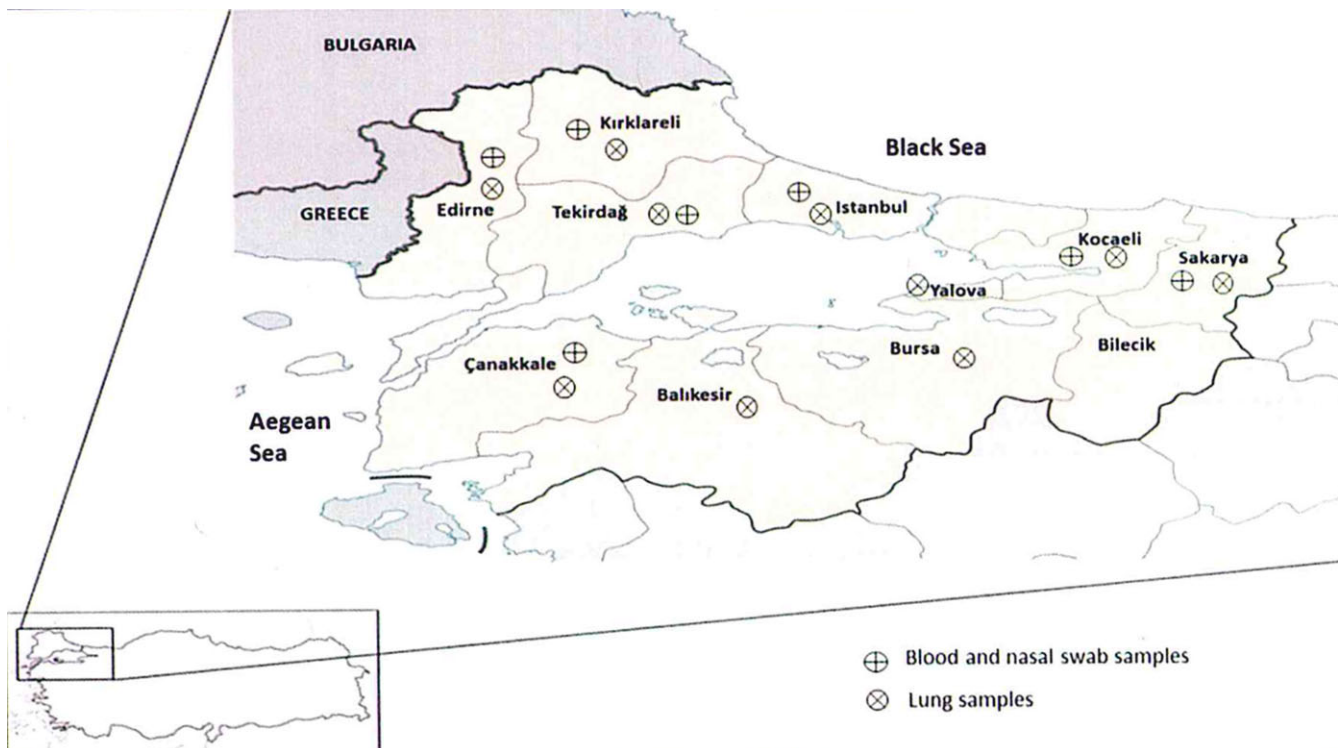 BULGARIA
Kırklareli
Black Sea
GREECE
Edirne
Tekirdağ
Istanbul
Kocaeli
Sakarya
Yalova
Çanakkale
Bursa
Bilecik
Balıkesir
Aegean
Sea
Blood and nasal swab samples
Lung samples